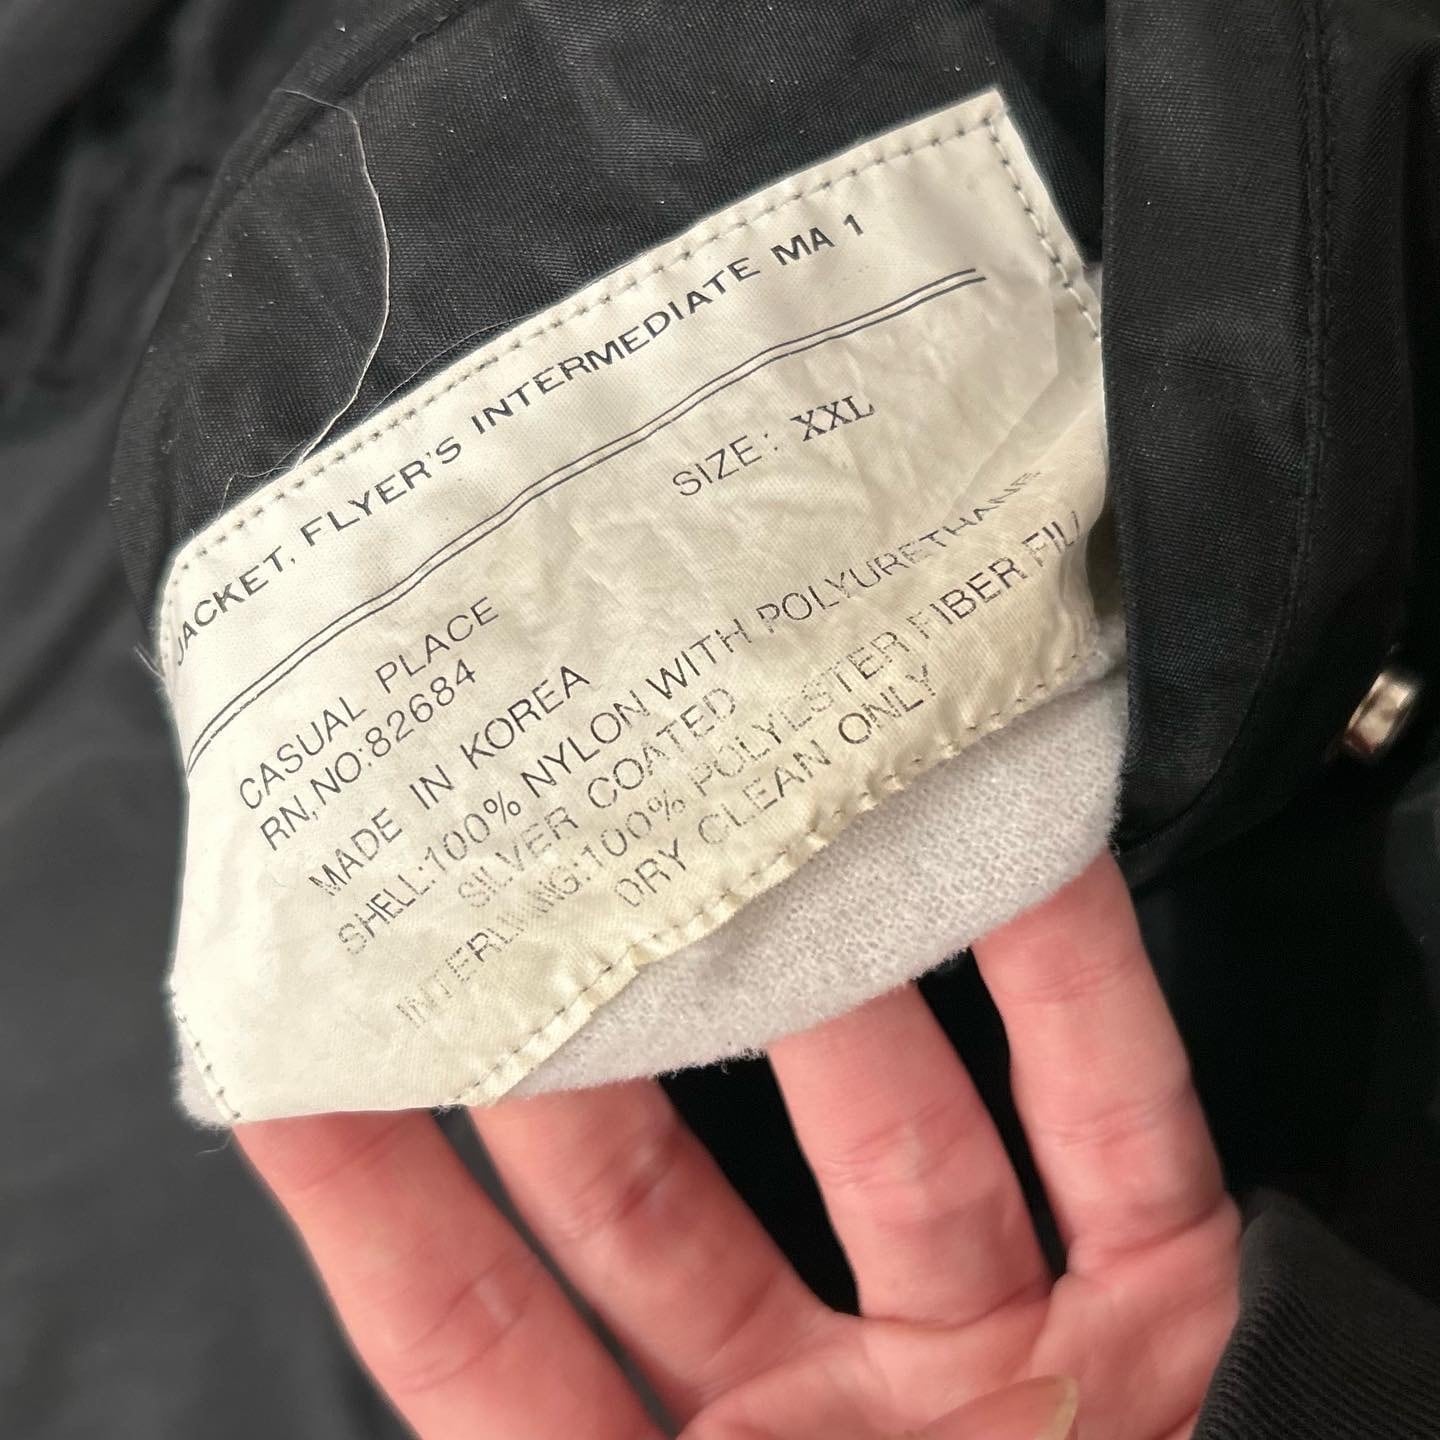 JACKET, FLYER'S INTERMEDIATE MA 1
SIZE: XXL
CASUAL PLACE
RN,NO:82684
MADE IN KOREA
SHELL:100% NYLON WITH POLYURETHANE
SILVER COATED
INTERLINING:100% POLYESTER FIBER FILL
DRY CLEAN ONLY